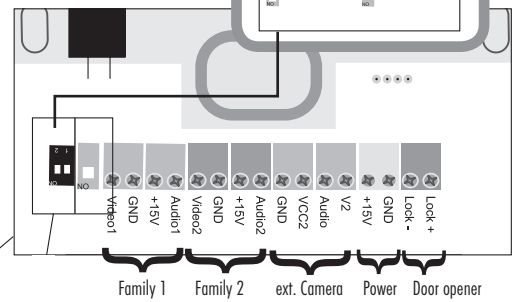 NO
NO
1 2
ON
NO
Video1
GND
+15V
Audio1
Video2
GND
+15V
Audio2
GND
VCC2
Audio
V2
+15V
GND
Lock -
Lock +
Family 1
Family 2
ext. Camera
Power
Door opener